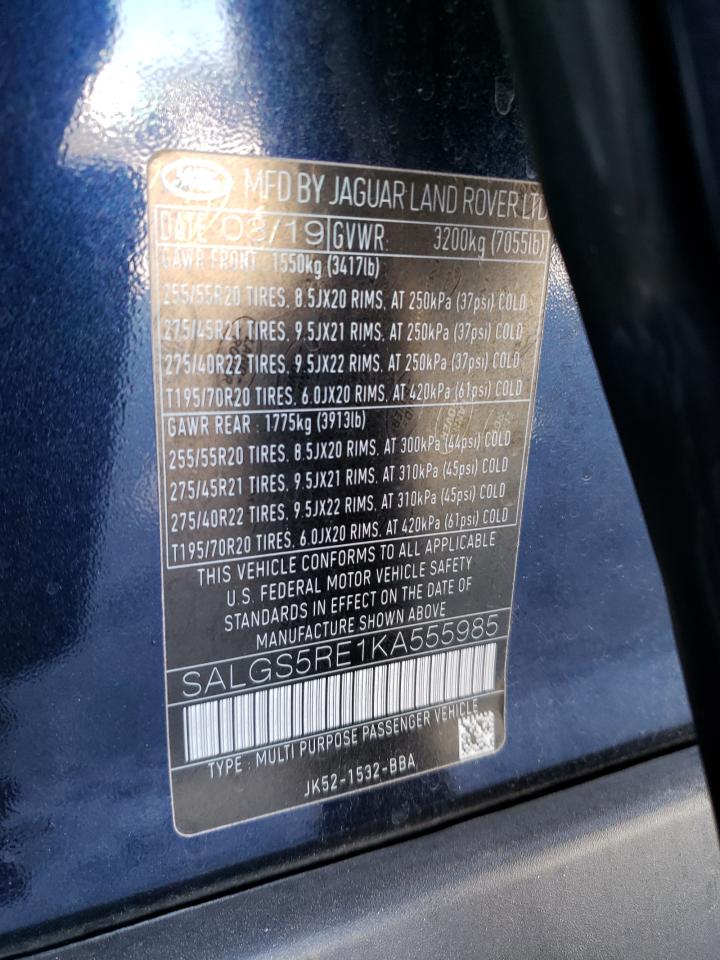 MFD BY JAGUAR LAND ROVER LTD
DATE 03/19 GVWR: 3200kg (7055lb)
GAWR FRONT: 1550kg (3417lb)
255/55R20 TIRES, 8.5JX20 RIMS, AT 250kPa (37psi) COLD
275/45R21 TIRES, 9.5JX21 RIMS, AT 250kPa (37psi) COLD
275/40R22 TIRES, 9.5JX22 RIMS, AT 250kPa (37psi) COLD
T195/70R20 TIRES, 6.0JX20 RIMS, AT 420kPa (61psi) COLD
GAWR REAR : 1775kg (3913lb)
255/55R20 TIRES, 8.5JX20 RIMS, AT 300kPa (44psi) COLD
275/45R21 TIRES, 9.5JX21 RIMS, AT 310kPa (45psi) COLD
275/40R22 TIRES, 9.5JX22 RIMS, AT 310kPa (45psi) COLD
T195/70R20 TIRES, 6.0JX20 RIMS, AT 420kPa (61psi) COLD
THIS VEHICLE CONFORMS TO ALL APPLICABLE
U.S. FEDERAL MOTOR VEHICLE SAFETY
STANDARDS IN EFFECT ON THE DATE OF
MANUFACTURE SHOWN ABOVE
SALGS5RE1KA555985
TYPE : MULTI PURPOSE PASSENGER VEHICLE
JK52-1532-BBA